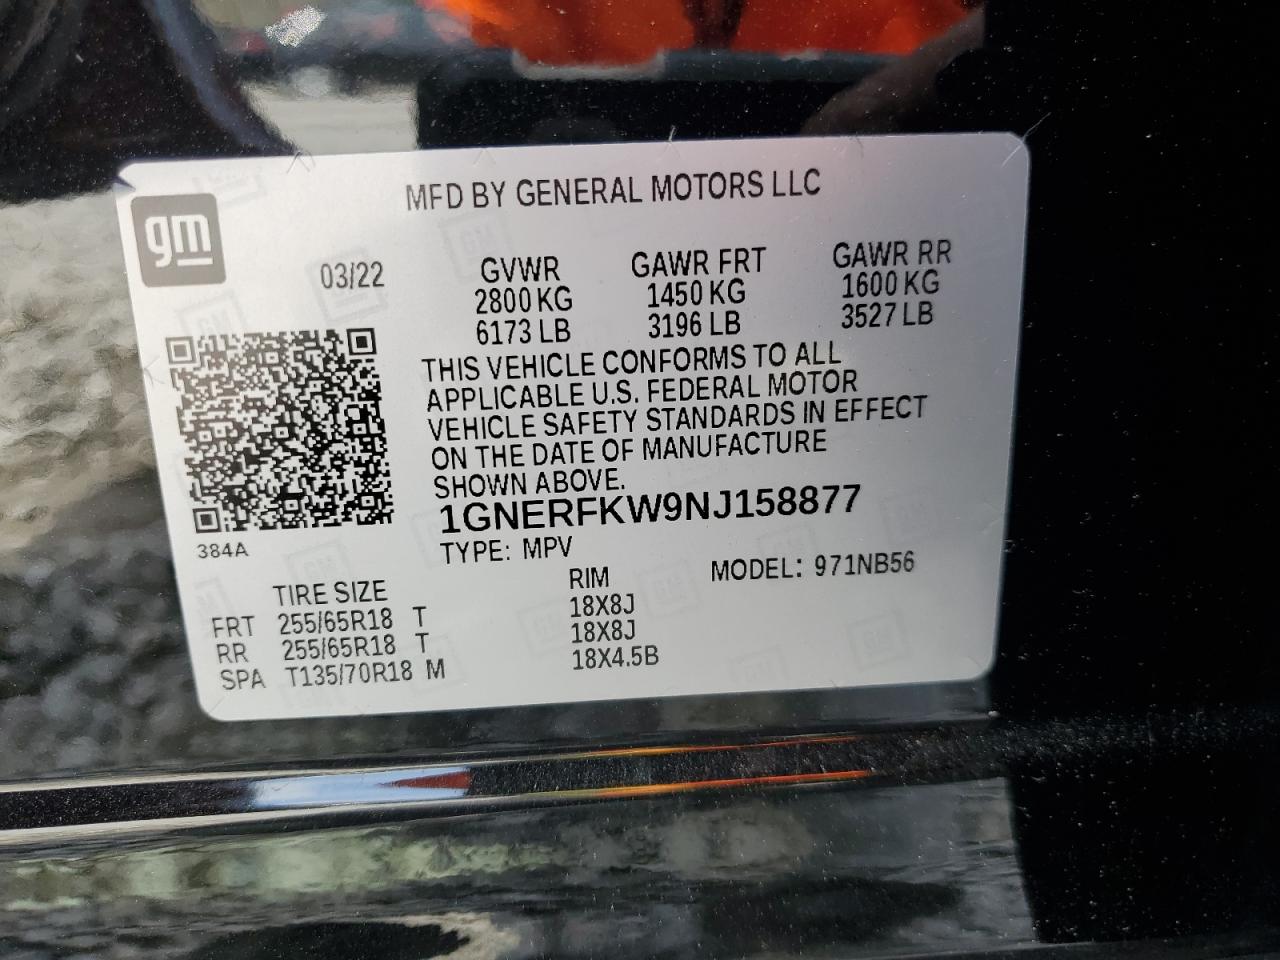 MFD BY GENERAL MOTORS LLC
gm
03/22
GVWR GAWR FRT GAWR RR
2800 KG 1450 KG 1600 KG
6173 LB 3196 LB 3527 LB
THIS VEHICLE CONFORMS TO ALL
APPLICABLE U.S. FEDERAL MOTOR
VEHICLE SAFETY STANDARDS IN EFFECT
ON THE DATE OF MANUFACTURE
SHOWN ABOVE.
1GNERFKW9NJ158877
384A
TYPE: MPV
MODEL: 971NB56
TIRE SIZE RIM
FRT 255/65R18 T 18X8J
RR 255/65R18 T 18X8J
SPA T135/70R18 M 18X4.5B